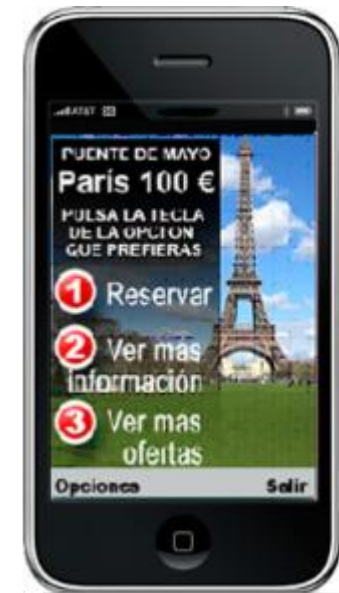 AT&T
PUENTE DE MAYO
París 100 €
PULSA LA TECLA
DE LA OPCION
QUE PREFIERAS
1 Reservar
2 Ver mas
información
3 Ver mas
ofertas
Opciones Salir